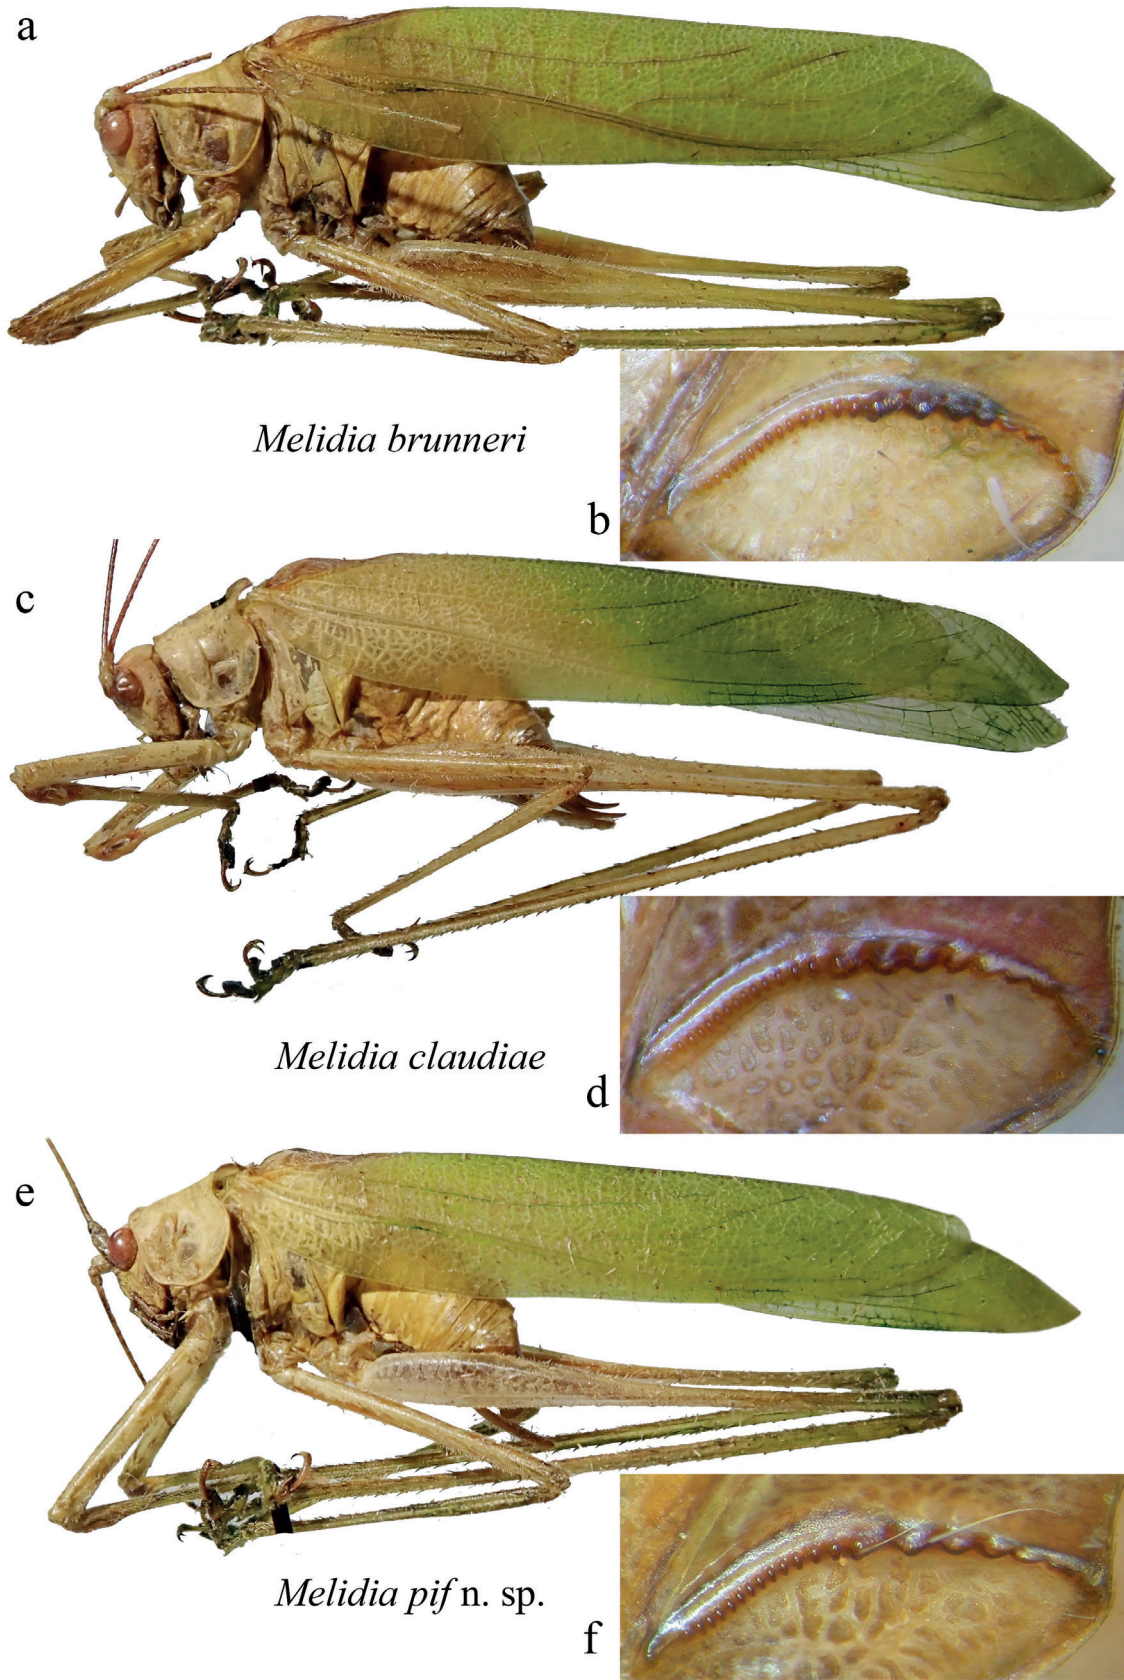 a
Melidia brunneri
b
c
Melidia claudiae
d
e
Melidia pif n. sp.
f